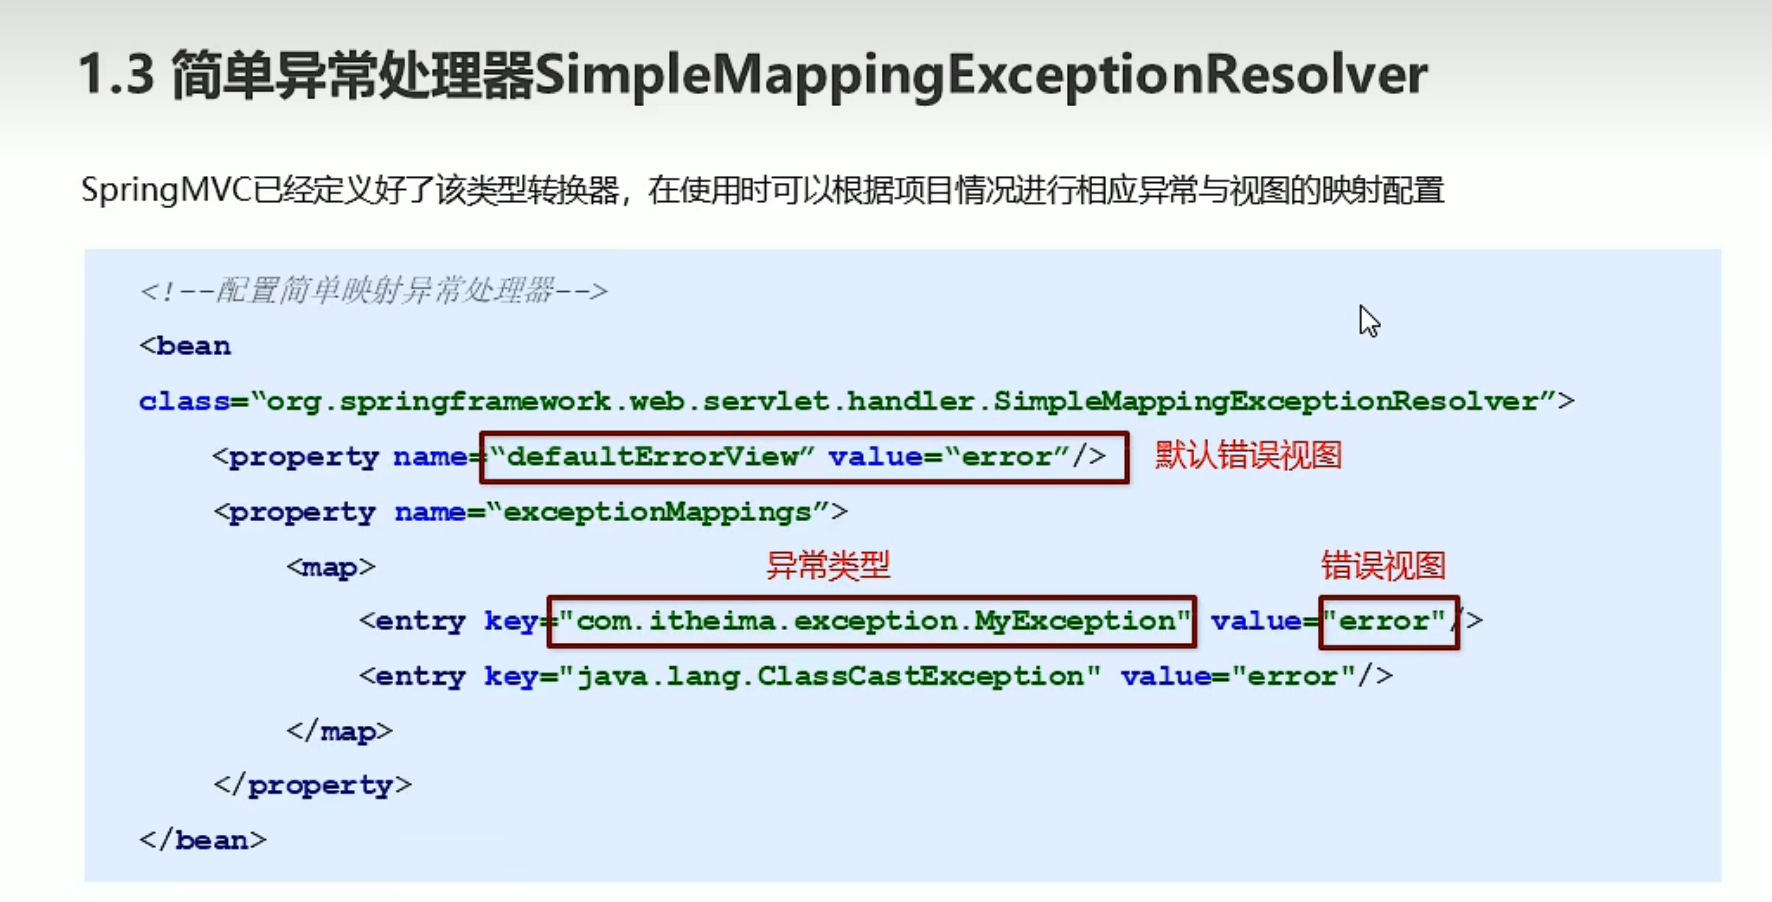 1.3 简单异常处理器SimpleMappingExceptionResolver
SpringMVC已经定义好了该类型转换器，在使用时可以根据项目情况进行相应异常与视图的映射配置
<!--配置简单映射异常处理器-->
<bean
class=“org.springframework.web.servlet.handler.SimpleMappingExceptionResolver”>
<property name=“defaultErrorView” value=“error”/> 默认错误视图
<property name=“exceptionMappings”>
<map> 异常类型 错误视图
<entry key="com.itheima.exception.MyException" value="error"/>
<entry key="java.lang.ClassCastException" value="error"/>
</map>
</property>
</bean>